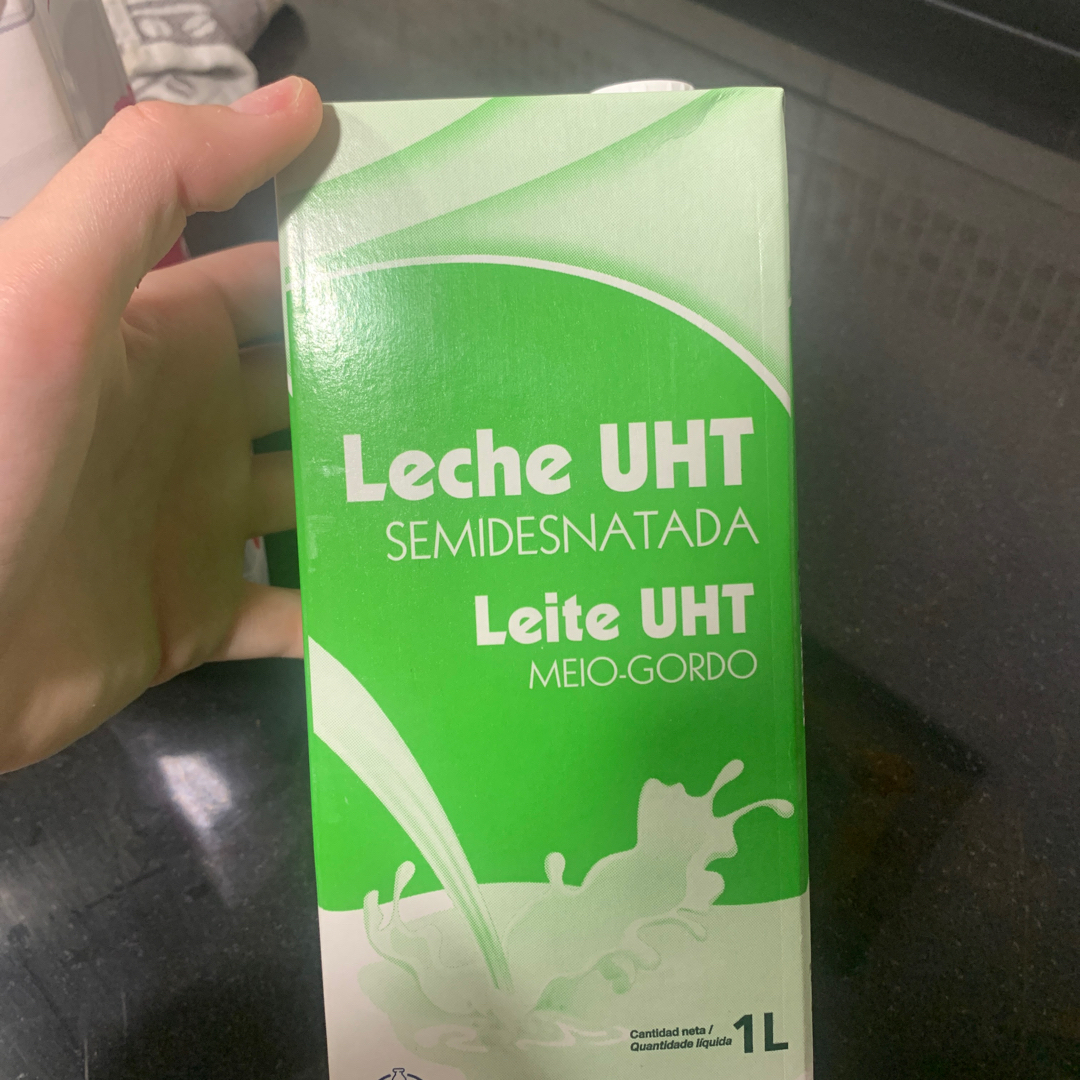 Leche UHT
SEMIDESNATADA
Leite UHT
MEIO-GORDO
Cantidad neta /
Quantidade líquida 1L